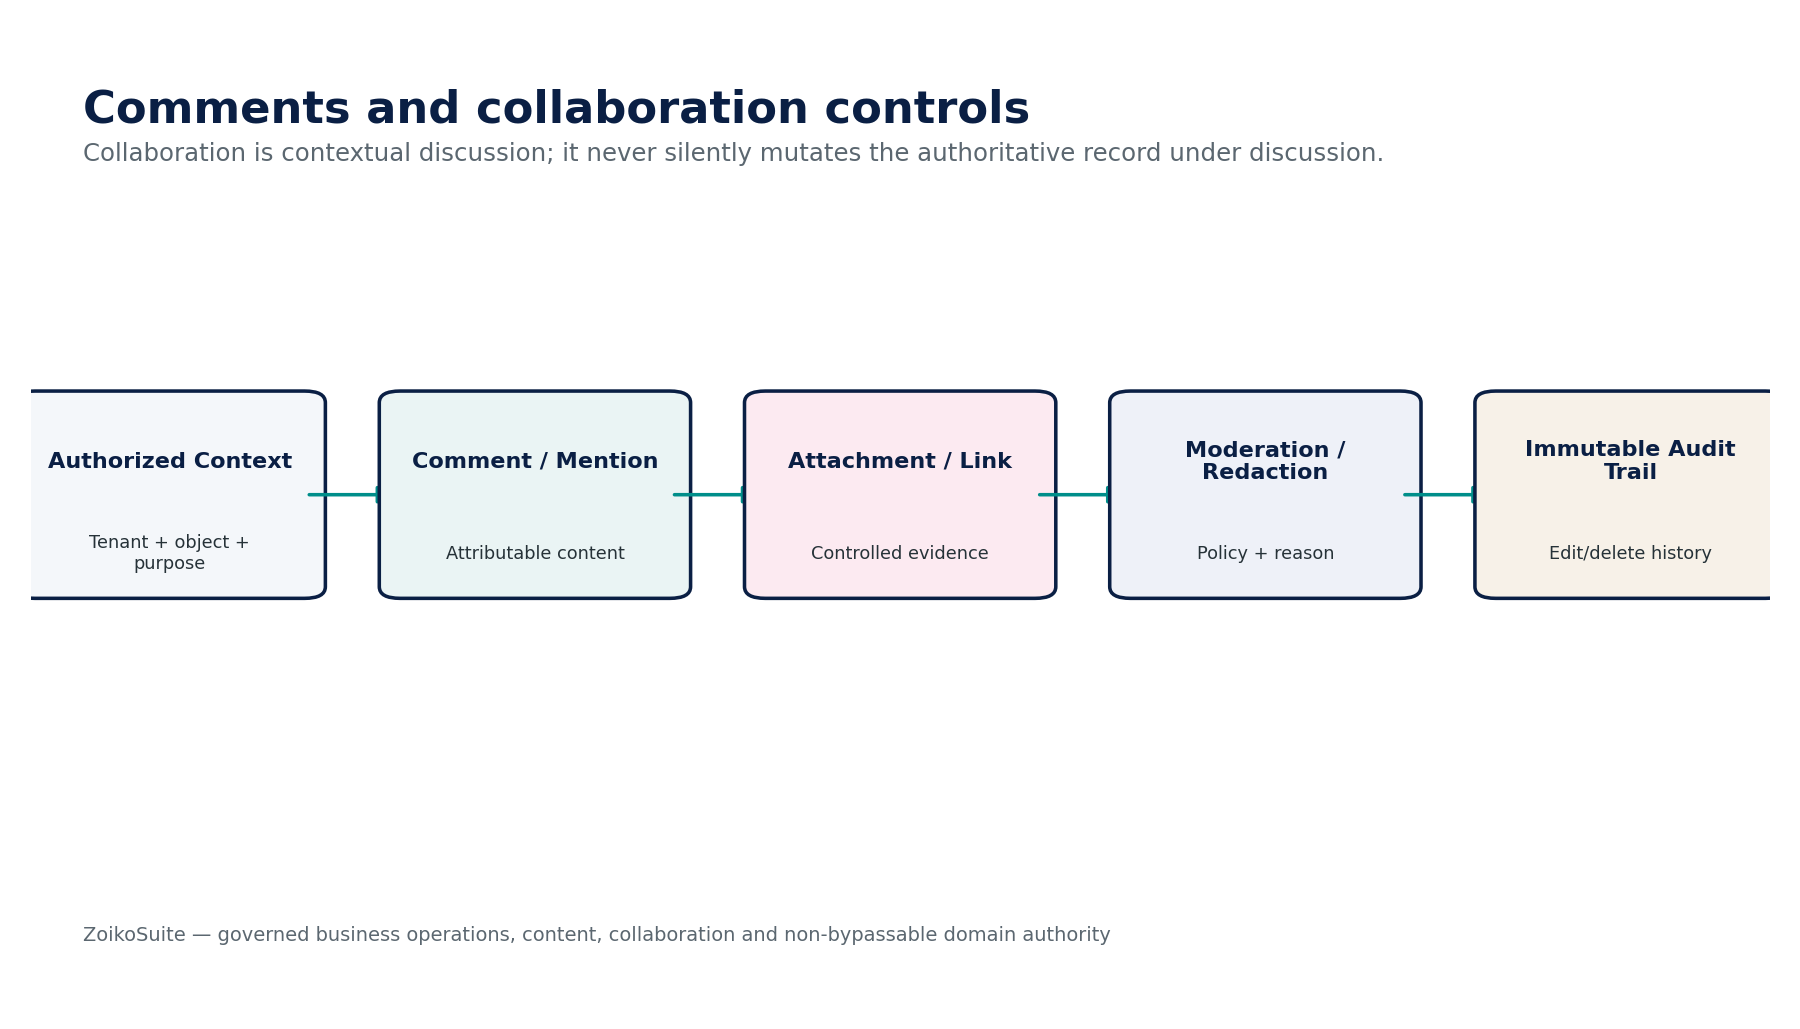 Comments and collaboration controls
Collaboration is contextual discussion; it never silently mutates the authoritative record under discussion.
Authorized Context
Tenant + object +
purpose
Comment / Mention
Attributable content
Attachment / Link
Controlled evidence
Moderation /
Redaction
Policy + reason
Immutable Audit
Trail
Edit/delete history
ZoikoSuite — governed business operations, content, collaboration and non-bypassable domain authority